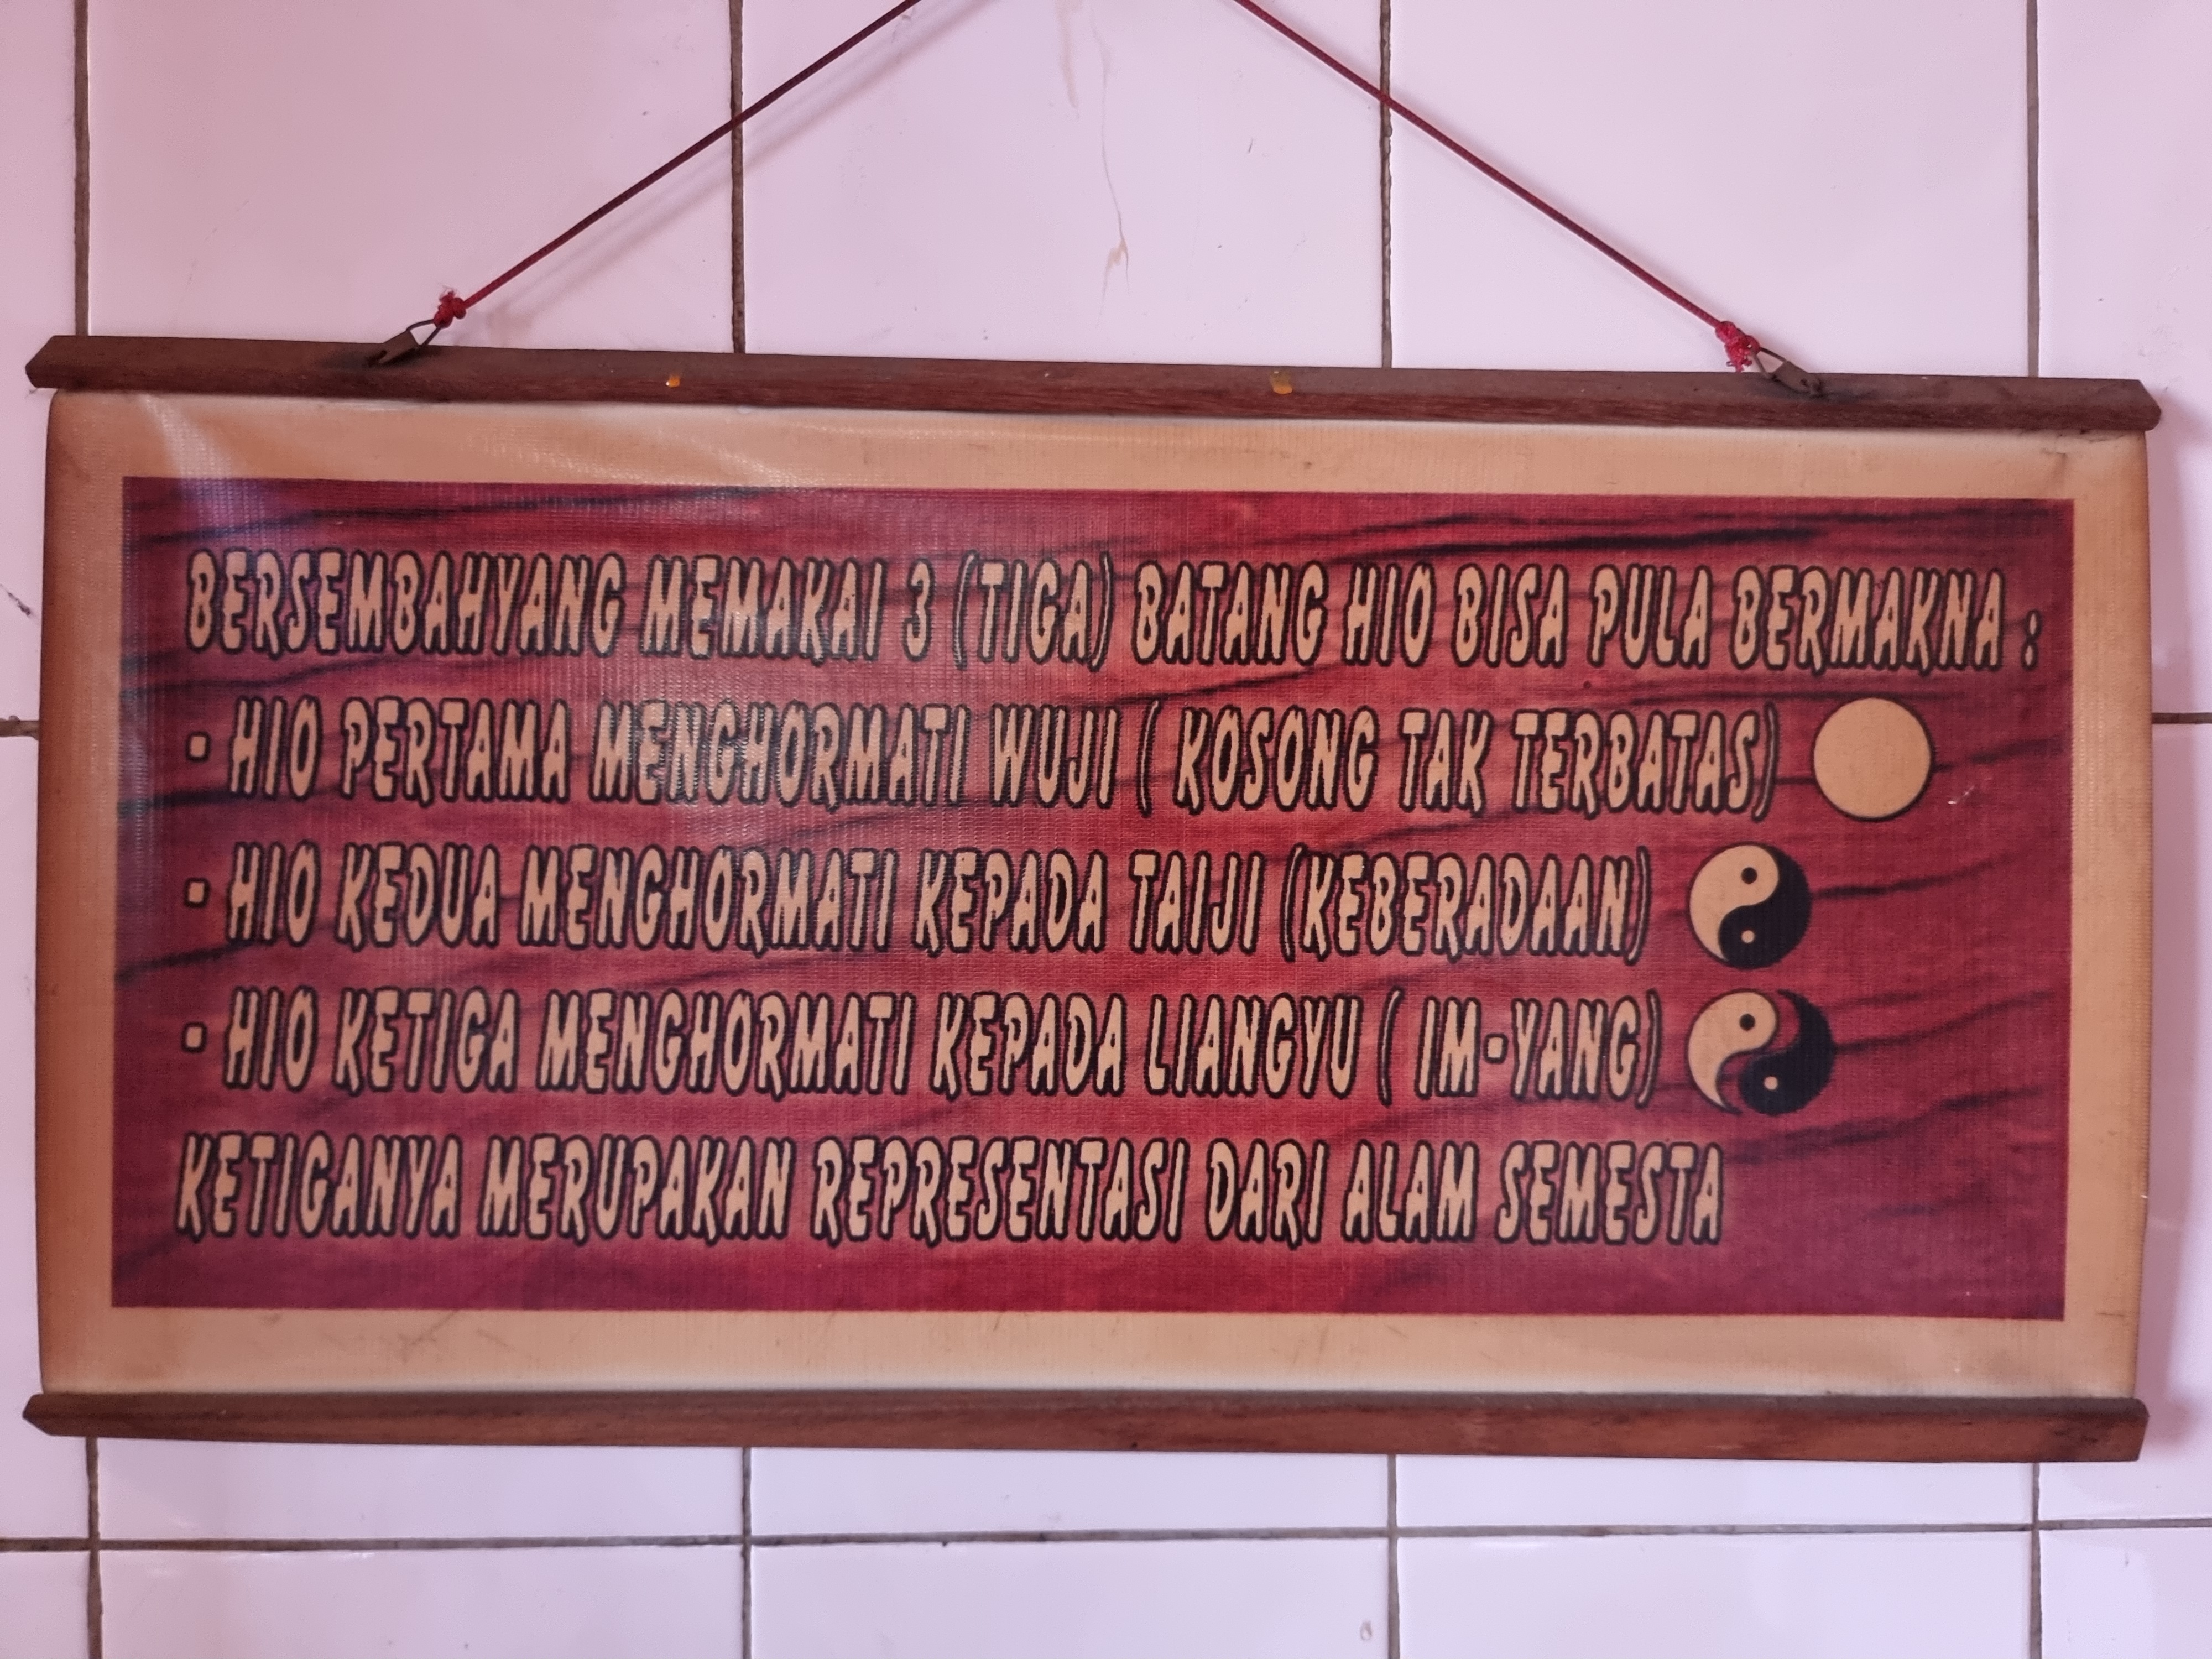 BERSEMBAHYANG MEMAKAI 3 (TIGA) BATANG HIO BISA PULA BERMAKNA :
- HIO PERTAMA MENGHORMATI WUJI ( KOSONG TAK TERBATAS)
- HIO KEDUA MENGHORMATI KEPADA TAIJI (KEBERADAAN)
- HIO KETIGA MENGHORMATI KEPADA LIANGYU ( IM-YANG)
KETIGANYA MERUPAKAN REPRESENTASI DARI ALAM SEMESTA